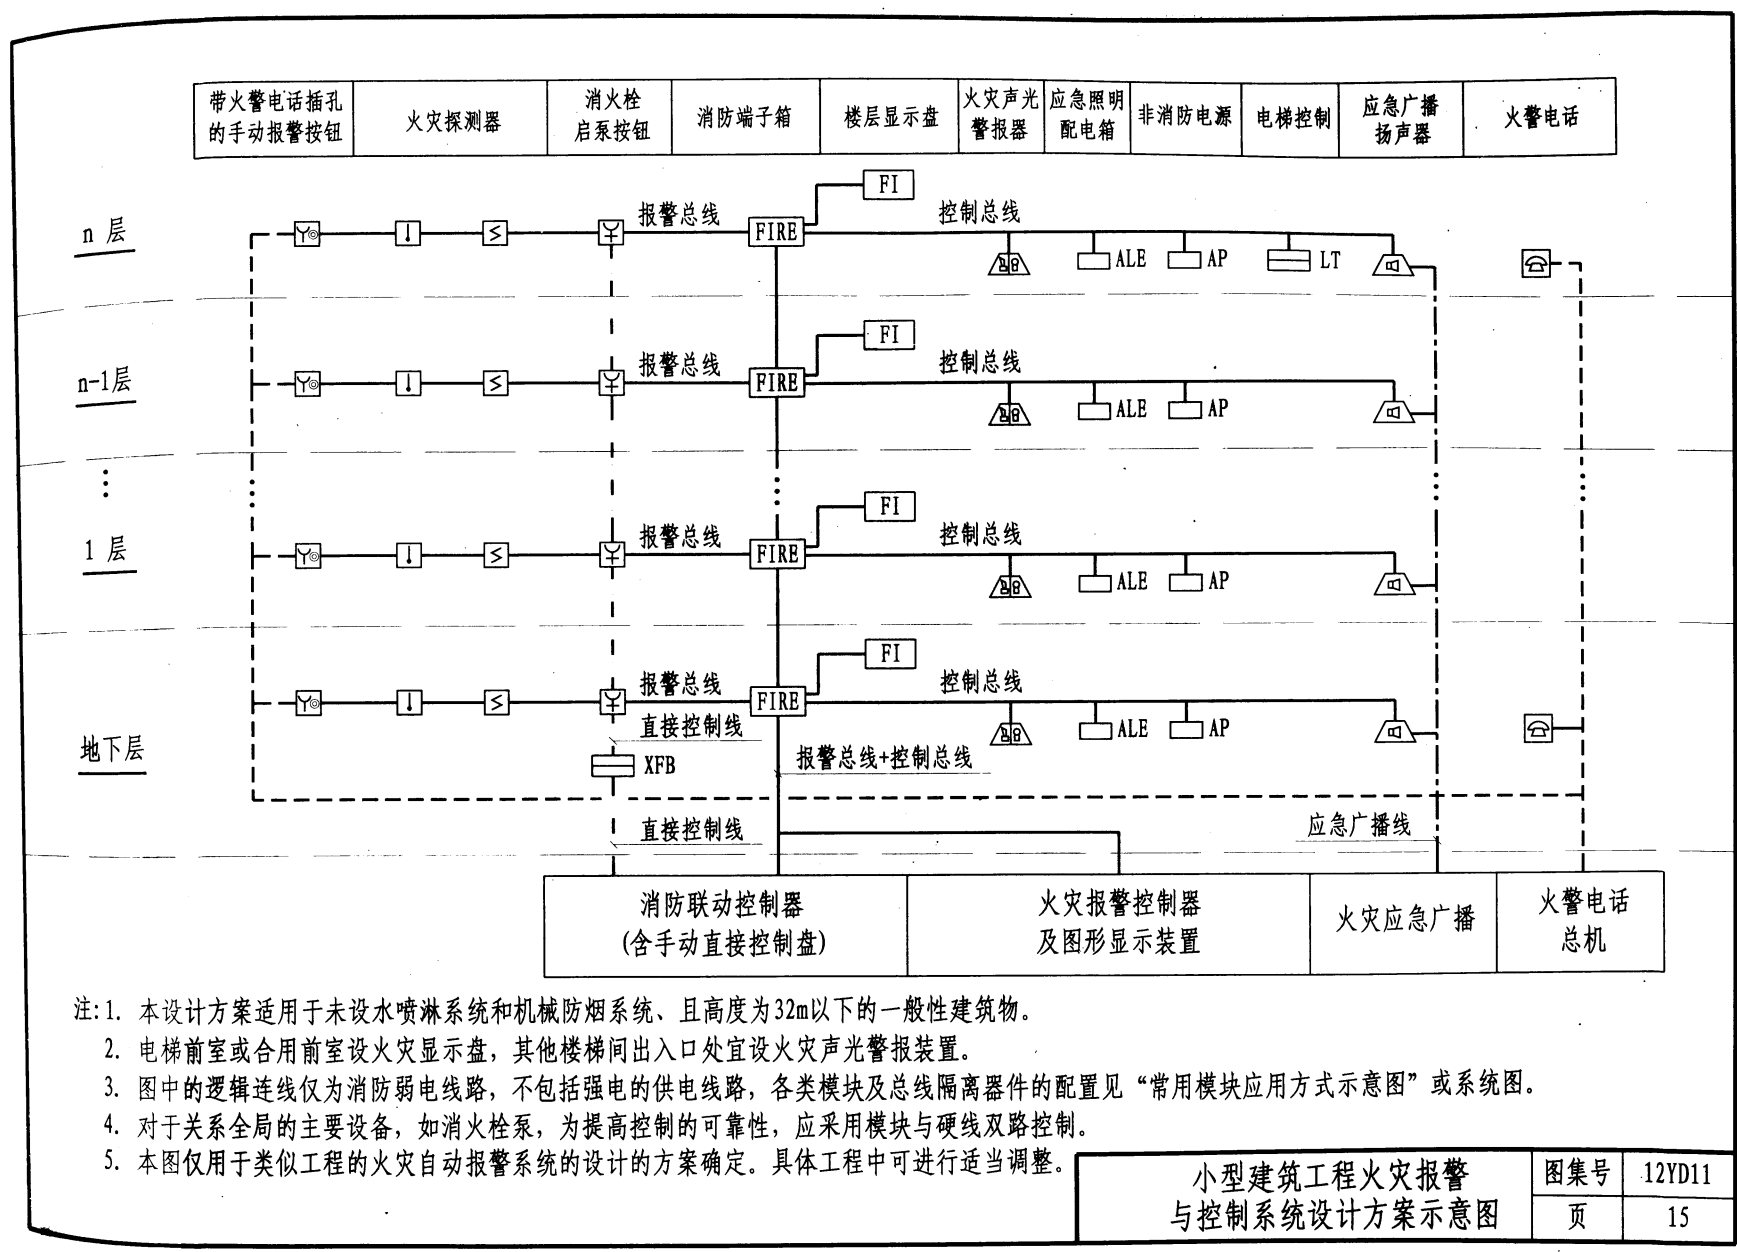 带火警电话插孔
的手动报警按钮
火灾探测器
消火栓
启泵按钮
消防端子箱
楼层显示盘
火灾声光
警报器
应急照明
配电箱
非消防电源
电梯控制
应急广播
扬声器
火警电话
n 层
报警总线
FIRE
FI
控制总线
ALE
AP
LT
n-1层
报警总线
FIRE
FI
控制总线
ALE
AP
1 层
报警总线
FIRE
FI
控制总线
ALE
AP
地下层
报警总线
FIRE
FI
控制总线
ALE
AP
直接控制线
XFB
报警总线+控制总线
直接控制线
应急广播线
消防联动控制器
(含手动直接控制盘)
火灾报警控制器
及图形显示装置
火灾应急广播
火警电话
总机
注:1. 本设计方案适用于未设水喷淋系统和机械防烟系统、且高度为32m以下的一般性建筑物。
2. 电梯前室或合用前室设火灾显示盘，其他楼梯间出入口处宜设火灾声光警报装置。
3. 图中的逻辑连线仅为消防弱电线路，不包括强电的供电线路，各类模块及总线隔离器件的配置见“常用模块应用方式示意图”或系统图。
4. 对于关系全局的主要设备，如消火栓泵，为提高控制的可靠性，应采用模块与硬线双路控制。
5. 本图仅用于类似工程的火灾自动报警系统的设计的方案确定。具体工程中可进行适当调整。
小型建筑工程火灾报警
与控制系统设计方案示意图
图集号
12YD11
页
15